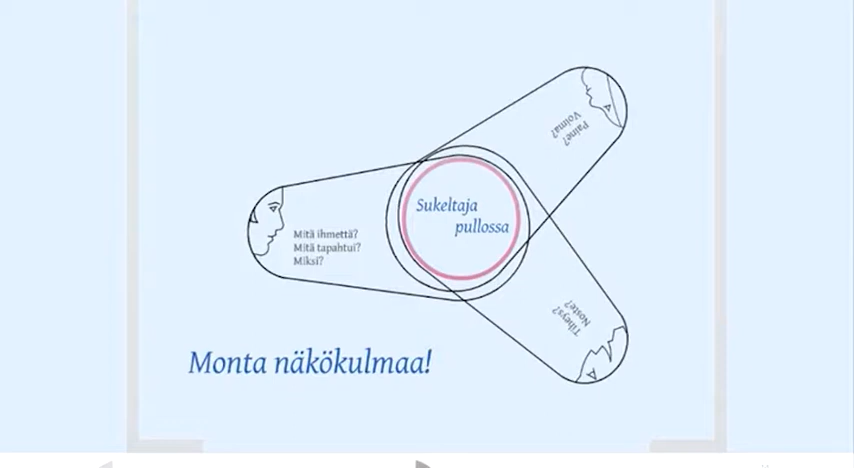 Paine?
Voima?
Sukeltaja
pullossa
Mitä ihmettä?
Mitä tapahtui?
Miksi?
Noste?
Tiheys?
Monta näkökulmaa!